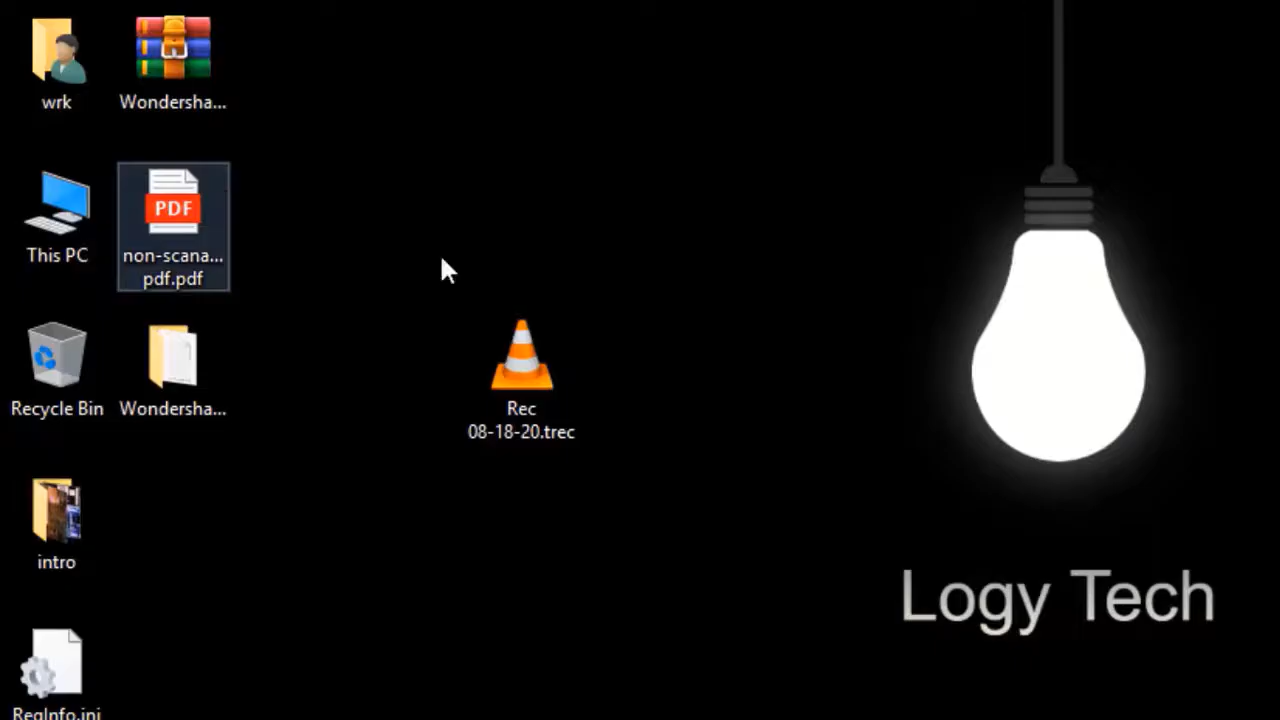 wrk
Wondersha...
This PC
PDF
non-scana...
pdf.pdf
Recycle Bin
Wondersha...
Rec
08-18-20.trec
intro
RegInfo.ini
Logy Tech